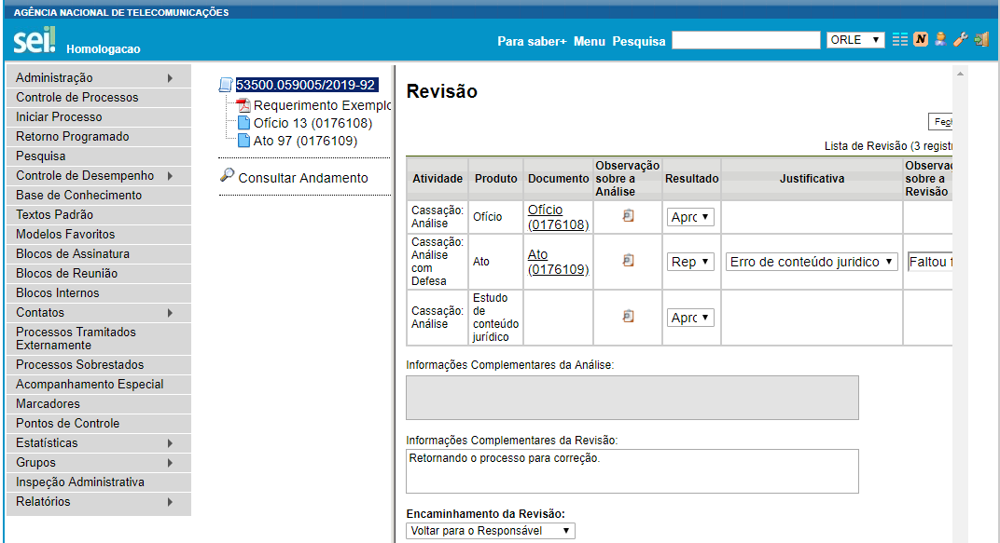 AGÊNCIA NACIONAL DE TELECOMUNICAÇÕES
sei!
Homologacao
Para saber+ Menu Pesquisa
ORLE
N
Administração
Controle de Processos
Iniciar Processo
Retorno Programado
Pesquisa
Controle de Desempenho
Base de Conhecimento
Textos Padrão
Modelos Favoritos
Blocos de Assinatura
Blocos de Reunião
Blocos Internos
Contatos
Processos Tramitados
Externamente
Processos Sobrestados
Acompanhamento Especial
Marcadores
Pontos de Controle
Estatísticas
Grupos
Inspeção Administrativa
Relatórios
53500.059005/2019-92
Requerimento Exemplo
Ofício 13 (0176108)
Ato 97 (0176109)
Consultar Andamento
Revisão
Lista de Revisão (3 registr
Atividade Produto Documento Observação sobre a Análise Resultado Justificativa Observaç sobre a Revisão
Cassação: Análise Ofício Ofício (0176108) Apro
Cassação: Análise com Defesa Ato Ato (0176109) Rep Erro de conteúdo juridico Faltou
Cassação: Análise Estudo de conteúdo jurídico Apro
Informações Complementares da Análise:
Informações Complementares da Revisão:
Retornando o processo para correção.
Encaminhamento da Revisão:
Voltar para o Responsável